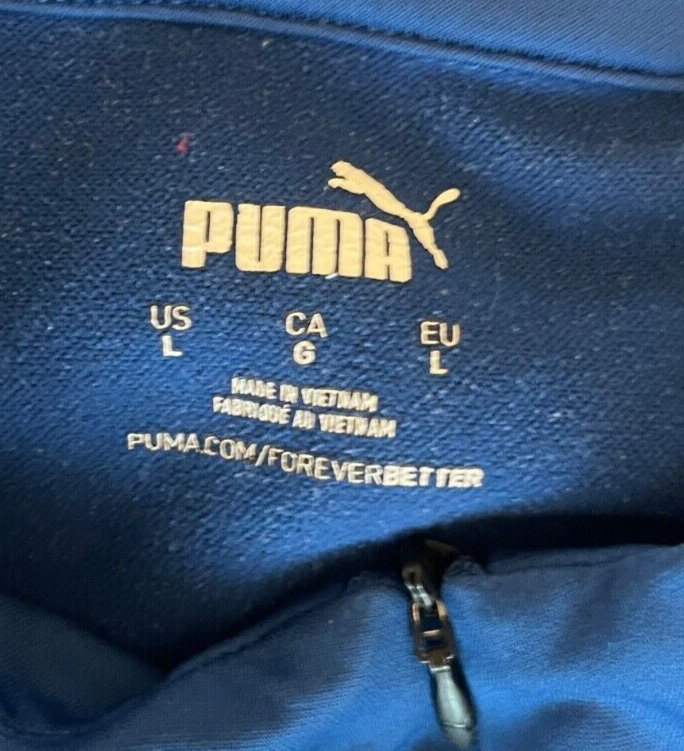 PUMA
US CA EU
L G L
MADE IN VIETNAM
FABRIQUÉ AU VIETNAM
PUMA.COM/FOREVERBETTER